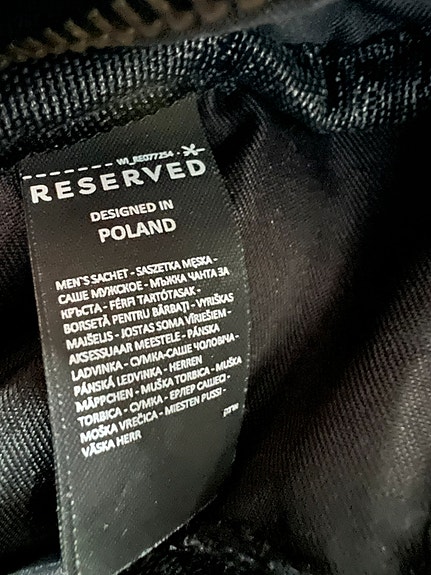 WI_RE077254
RESERVED
DESIGNED IN
POLAND
MEN'S SACHET - SASZETKA MĘSKA -
САШЕ МУЖСКОЕ - МЪЖКА ЧАНТА ЗА
КРЪСТА - FÉRFI TARTÓTASAK -
BORSETĂ PENTRU BĂRBAȚI - VYRIŠKAS
MAIŠELIS - JOSTAS SOMA VĪRIEŠIEM -
AKSESSUAAR MEESTELE - PÁNSKA
LADVINKA - СУМКА-САШЕ ЧОЛОВІЧА-
PÁNSKÁ LEDVINKA - HERREN
MÄPPCHEN - MUŠKA TORBICA - MUŠKA
TORBICA - СУМКА - ЕРЛЕР САШЕСІ -
MOŠKA VREČICA - MIESTEN PUSSI -
VÄSKA HERR